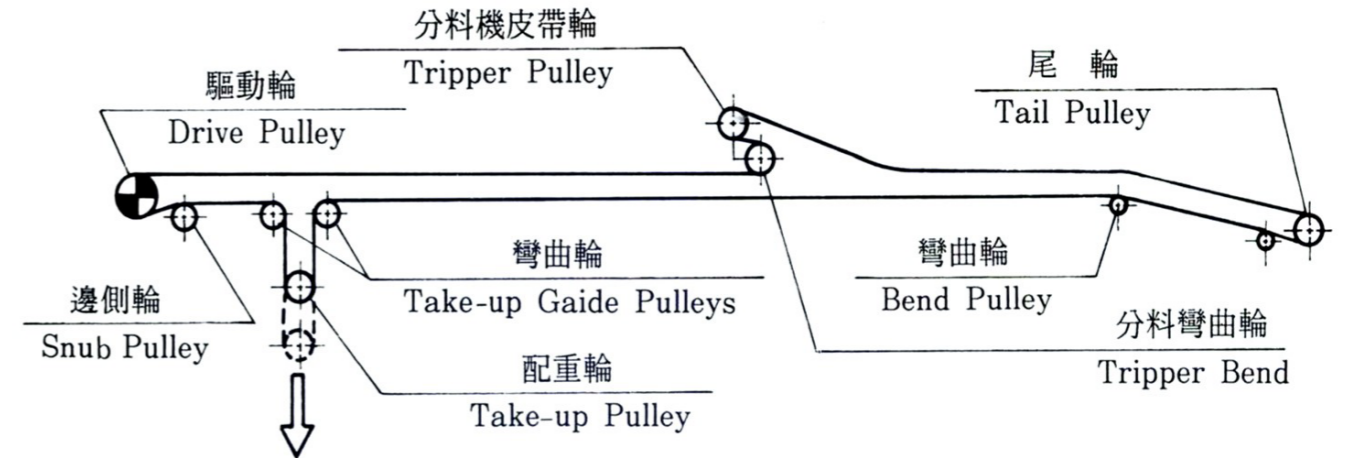 分料機皮帶輪
Tripper Pulley
尾 輪
Tail Pulley
驅動輪
Drive Pulley
彎曲輪
Take-up Gaide Pulleys
彎曲輪
Bend Pulley
邊側輪
Snub Pulley
分料彎曲輪
Tripper Bend
配重輪
Take-up Pulley